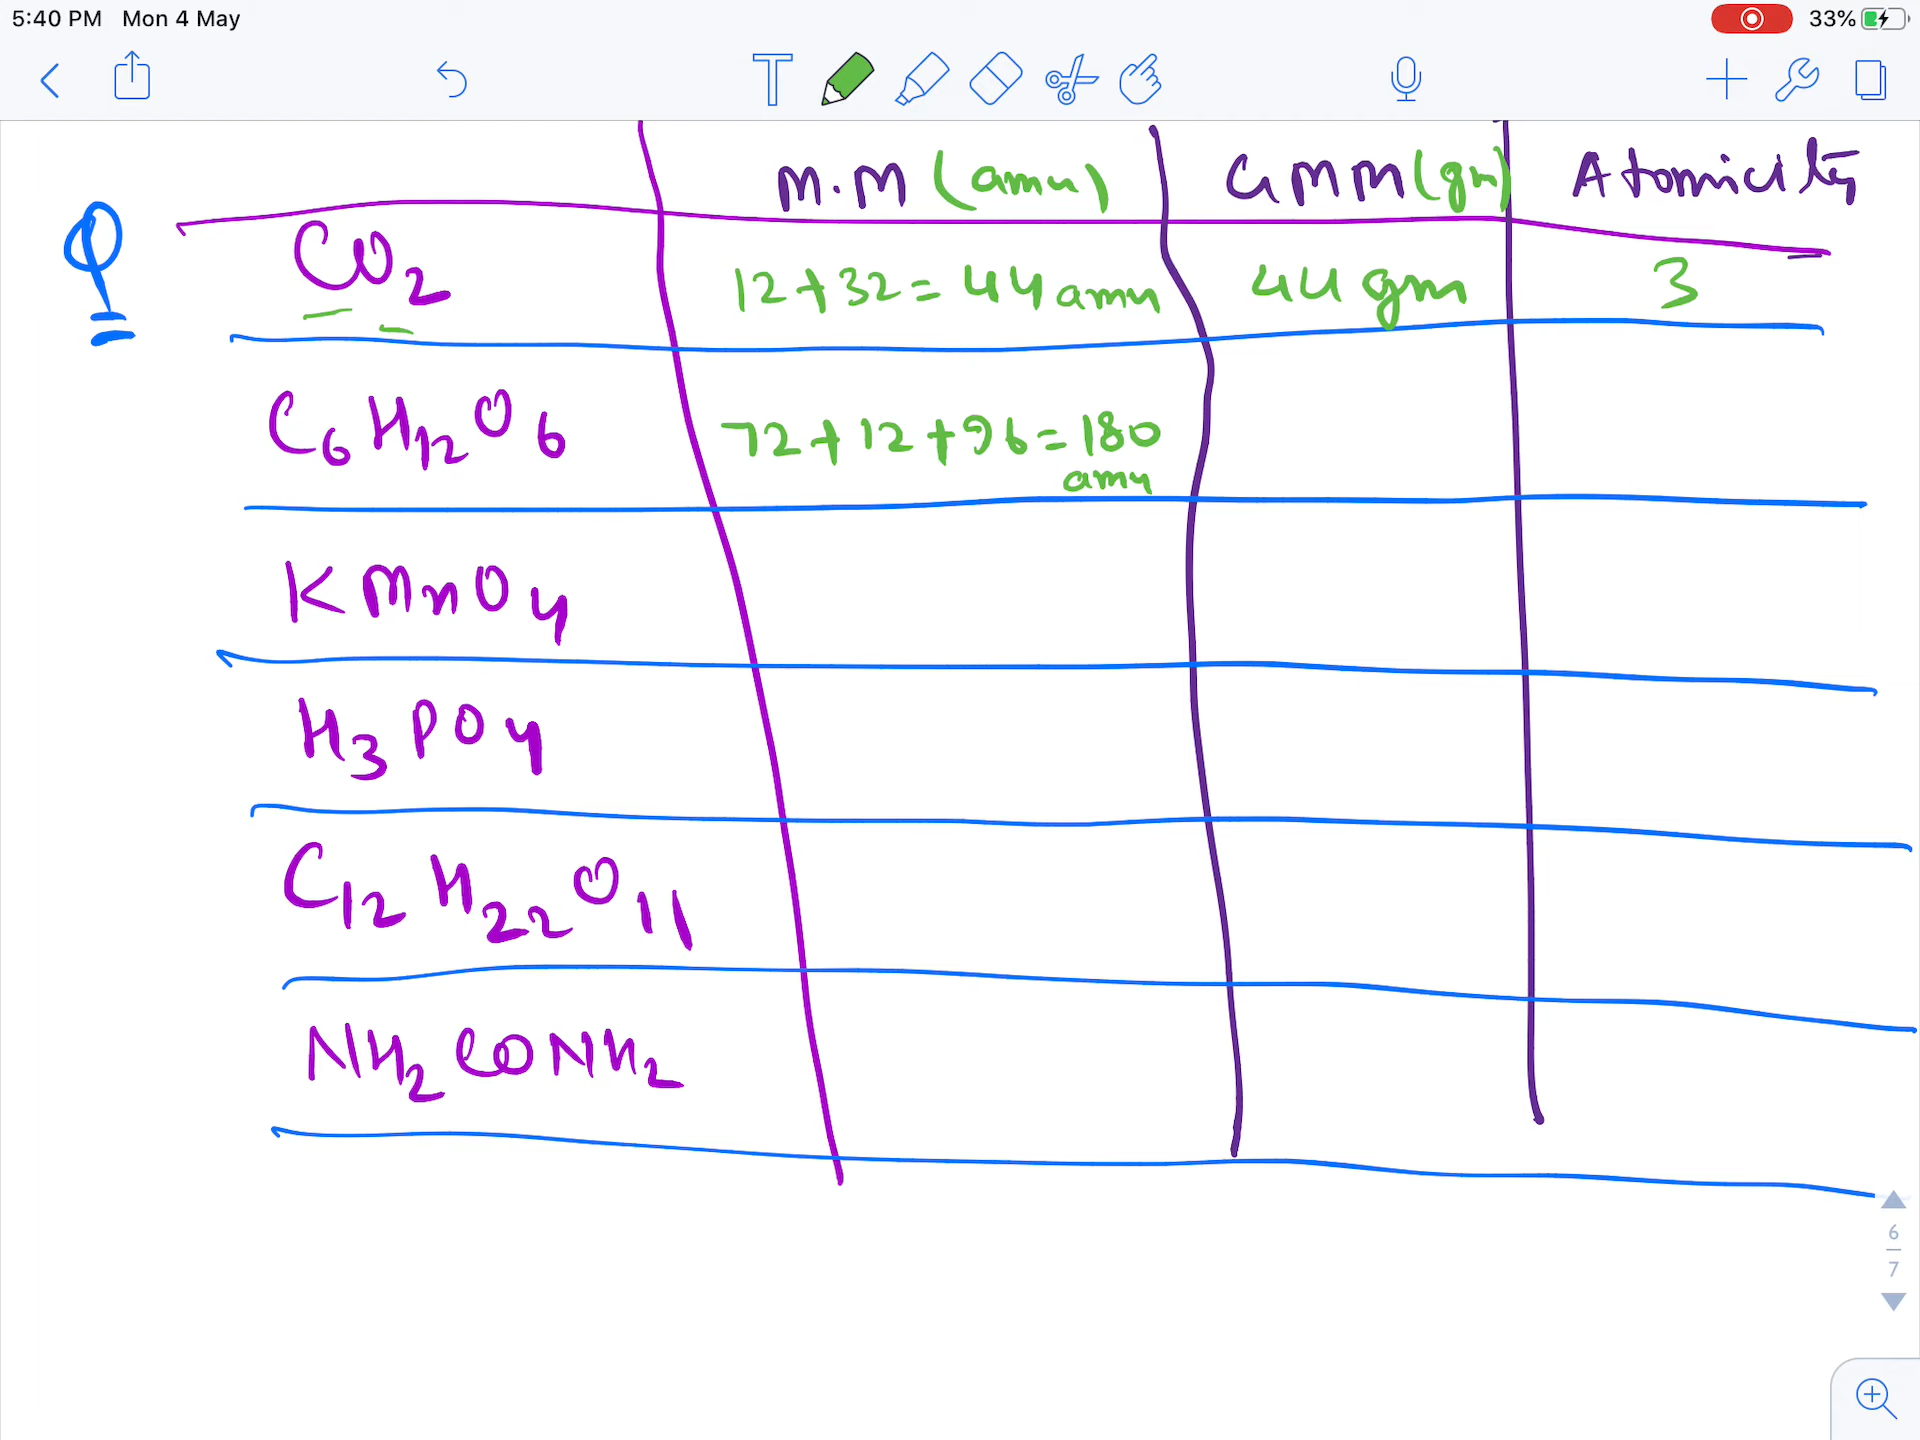 5:40 PM Mon 4 May 33%
T
M.M (amu) GMM (gm) Atomicity
Q CO2 12+32=44 amu 44 gm 3
C6H12O6 72+12+96=180
amu
KMnO4
H3PO4
C12H22O11
NH2CONH2
6
7